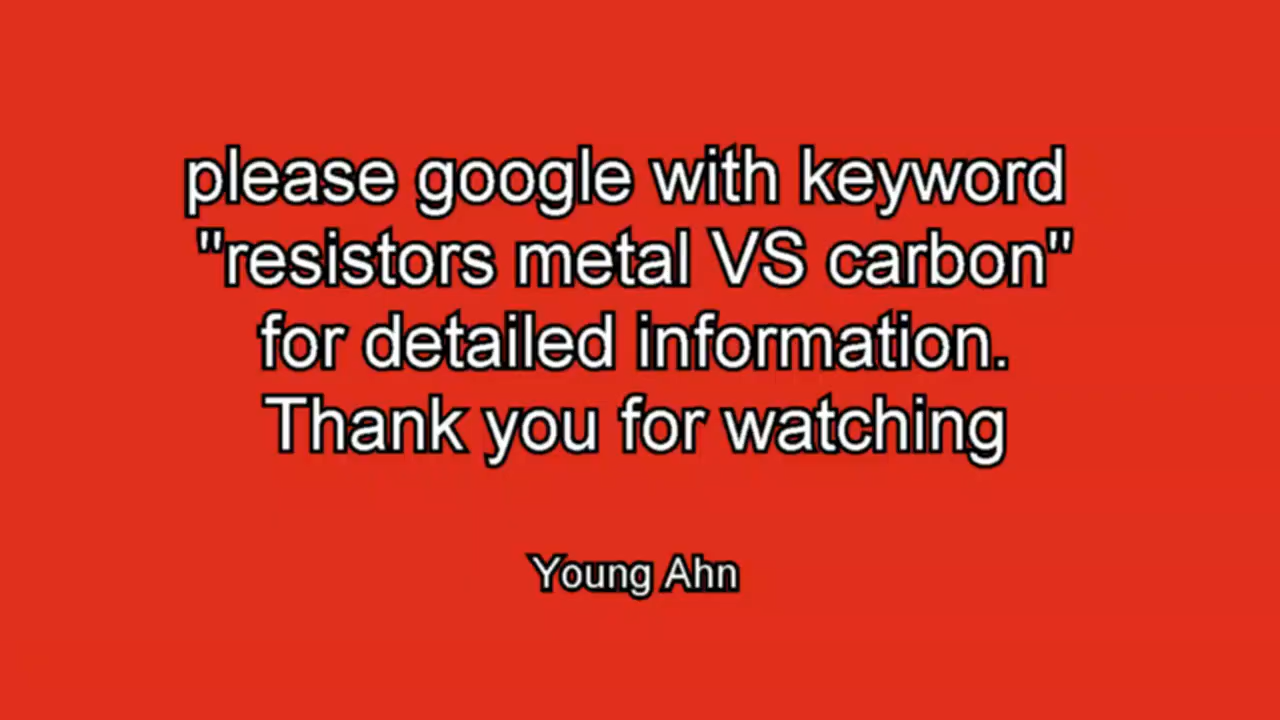 please google with keyword
"resistors metal VS carbon"
for detailed information.
Thank you for watching
Young Ahn